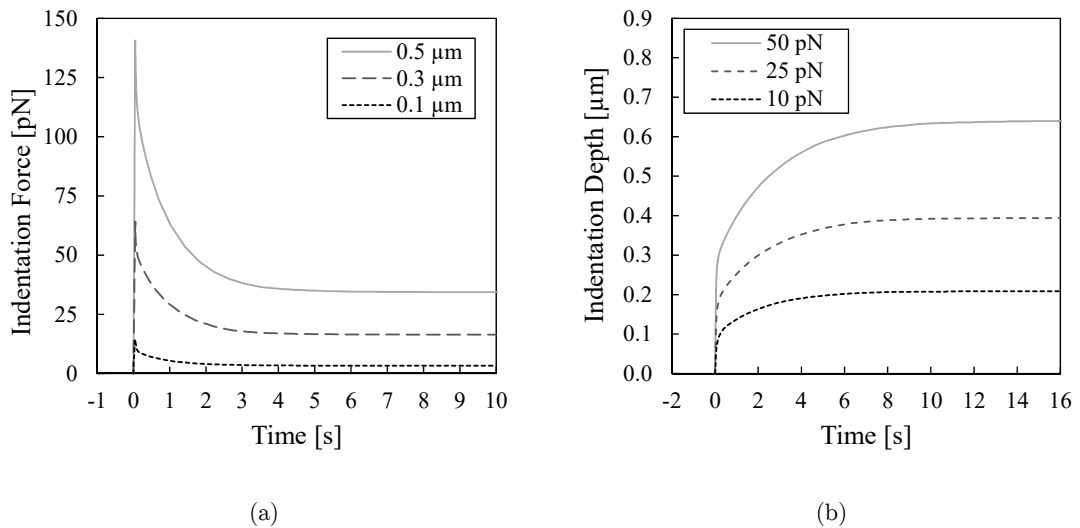 150
125
100
75
50
25
0
Indentation Force [pN]
0.5 µm
0.3 µm
0.1 µm
-1 0 1 2 3 4 5 6 7 8 9 10
Time [s]
(a)
0.9
0.8
0.7
0.6
0.5
0.4
0.3
0.2
0.1
0.0
Indentation Depth [µm]
50 pN
25 pN
10 pN
-2 0 2 4 6 8 10 12 14 16
Time [s]
(b)